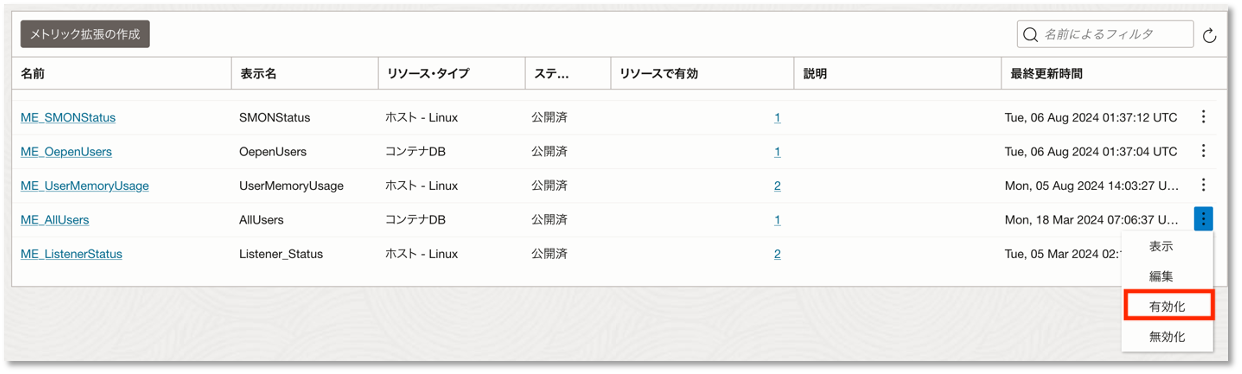 メトリック拡張の作成
名前によるフィルタ
名前 表示名 リソース・タイプ ステ... リソースで有効 説明 最終更新時間
ME_SMONStatus SMONStatus ホスト - Linux 公開済 1 Tue, 06 Aug 2024 01:37:12 UTC
ME_OepenUsers OepenUsers コンテナDB 公開済 1 Tue, 06 Aug 2024 01:37:04 UTC
ME_UserMemoryUsage UserMemoryUsage ホスト - Linux 公開済 2 Mon, 05 Aug 2024 14:03:27 U...
ME_AllUsers AllUsers コンテナDB 公開済 1 Mon, 18 Mar 2024 07:06:37 U...
ME_ListenerStatus Listener_Status ホスト - Linux 公開済 2 Tue, 05 Mar 2024 02:
表示
編集
有効化
無効化